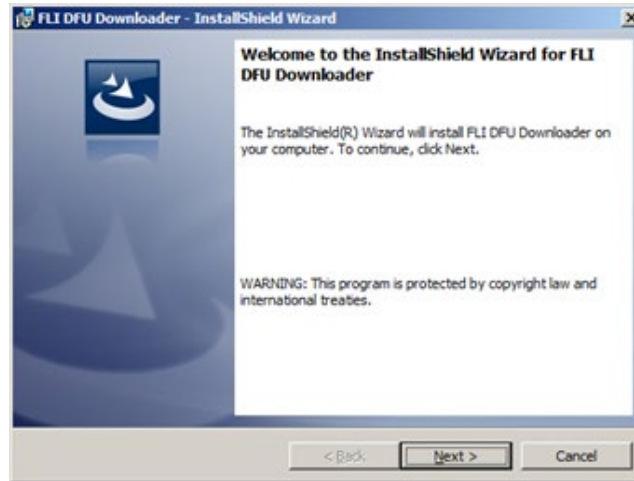 FLI DFU Downloader - InstallShield Wizard
Welcome to the InstallShield Wizard for FLI
DFU Downloader
The InstallShield(R) Wizard will install FLI DFU Downloader on
your computer. To continue, click Next.
WARNING: This program is protected by copyright law and
international treaties.
< Back
Next >
Cancel